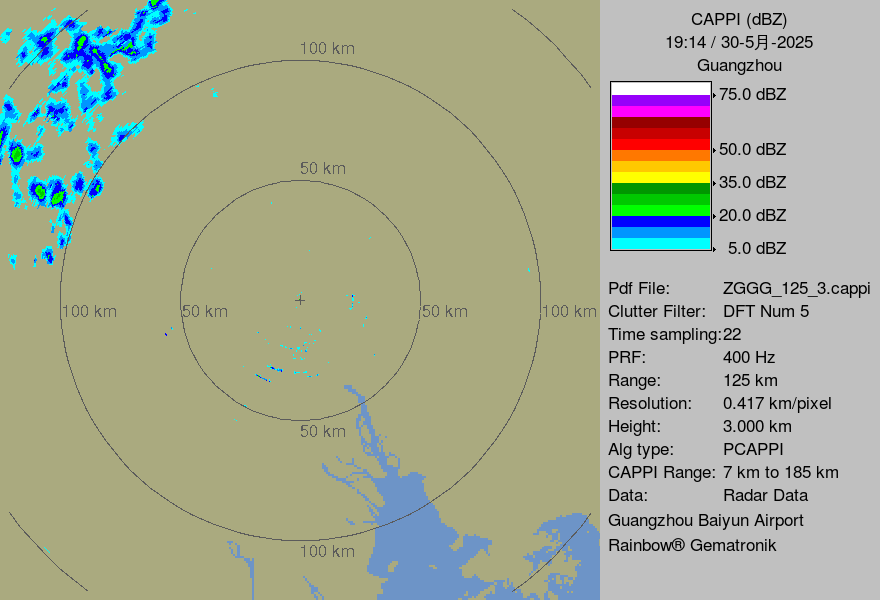 100 km
50 km
100 km
50 km
50 km
100 km
50 km
100 km
CAPPI (dBZ)
19:14 / 30-5月-2025
Guangzhou
75.0 dBZ
50.0 dBZ
35.0 dBZ
20.0 dBZ
5.0 dBZ
Pdf File: ZGGG_125_3.cappi
Clutter Filter: DFT Num 5
Time sampling:22
PRF: 400 Hz
Range: 125 km
Resolution: 0.417 km/pixel
Height: 3.000 km
Alg type: PCAPPI
CAPPI Range: 7 km to 185 km
Data: Radar Data
Guangzhou Baiyun Airport
Rainbow® Gematronik